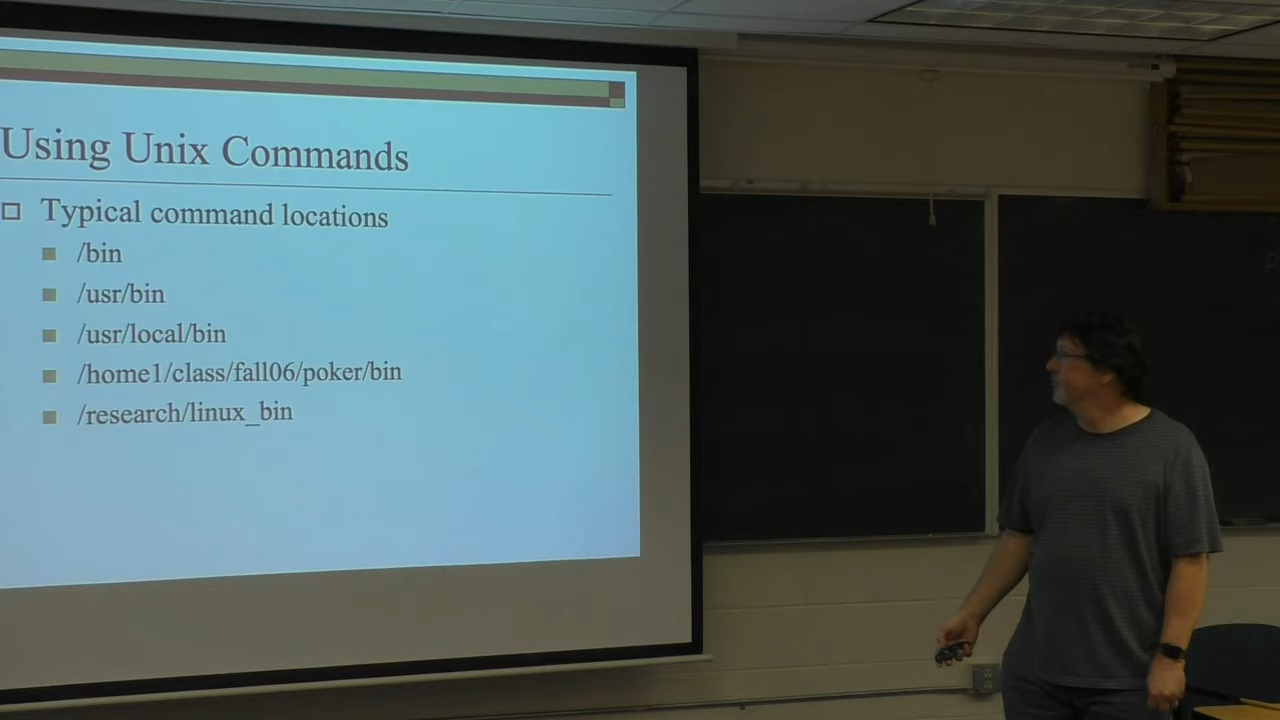 Using Unix Commands
Typical command locations
/bin
/usr/bin
/usr/local/bin
/home1/class/fall06/poker/bin
/research/linux_bin